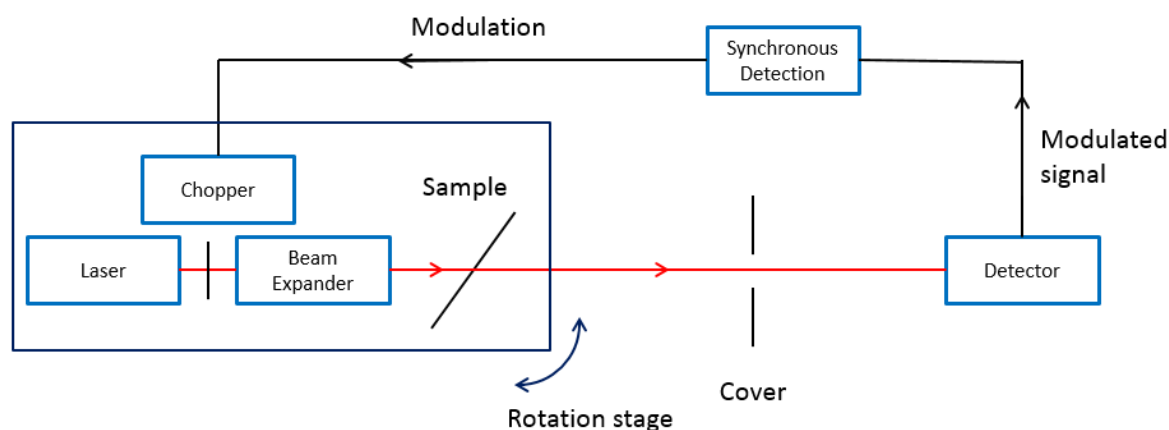 Modulation
Synchronous
Detection
Modulated
signal
Chopper
Sample
Laser
Beam
Expander
Detector
Cover
Rotation stage